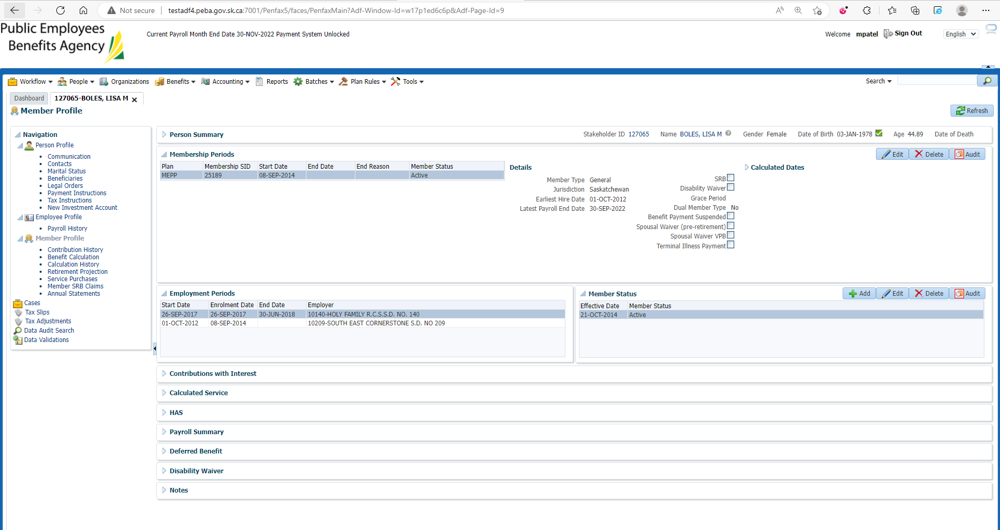 Not secure
testadf4.peba.gov.sk.ca:7001/Penfax5/faces/PenfaxMain?Adf-Window-Id=w17p1ed6c6p&Adf-Page-Id=9
Public Employees
Benefits Agency
Current Payroll Month End Date 30-NOV-2022 Payment System Unlocked
Welcome mpatel Sign Out English
Workflow People Organizations Benefits Accounting Reports Batches Plan Rules Tools Search
Dashboard 127065-BOLES, LISA M
Member Profile
Refresh
Navigation
Person Profile
Communication
Contacts
Marital Status
Beneficiaries
Legal Orders
Payment Instructions
Tax Instructions
New Investment Account
Employee Profile
Payroll History
Member Profile
Contribution History
Benefit Calculation
Calculation History
Retirement Projection
Service Purchases
Member SRB Claims
Annual Statements
Cases
Tax Slips
Tax Adjustments
Data Audit Search
Data Validations
Person Summary
Stakeholder ID 127065 Name BOLES, LISA M Gender Female Date of Birth 03-JAN-1978 Age 44.89 Date of Death
Membership Periods
Edit Delete Audit
Plan Membership SID Start Date End Date End Reason Member Status
MEPP 25189 08-SEP-2014 Active
Details
Member Type General
Jurisdiction Saskatchewan
Earliest Hire Date 01-OCT-2012
Latest Payroll End Date 30-SEP-2022
SRB
Disability Waiver
Grace Period
Dual Member Type No
Benefit Payment Suspended
Spousal Waiver (pre-retirement)
Spousal Waiver VPB
Terminal Illness Payment
Calculated Dates
Employment Periods
Start Date Enrolment Date End Date Employer
26-SEP-2017 26-SEP-2017 30-JUN-2018 10140-HOLY FAMILY R.C.S.S.D. NO. 140
01-OCT-2012 08-SEP-2014 10209-SOUTH EAST CORNERSTONE S.D. NO 209
Member Status
Add Edit Delete Audit
Effective Date Member Status
21-OCT-2014 Active
Contributions with Interest
Calculated Service
HAS
Payroll Summary
Deferred Benefit
Disability Waiver
Notes